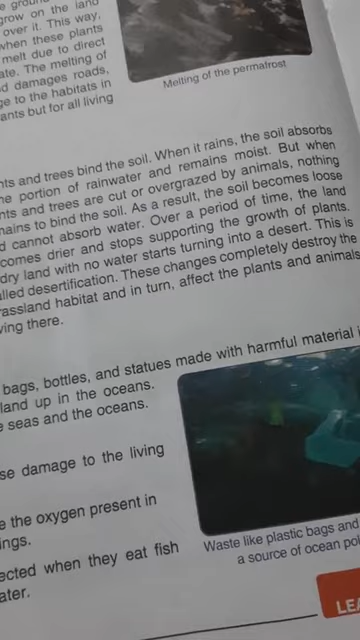 grow on the land
over it. This way,
when these plants
melt due to direct
ate. The melting of
d damages roads,
ge to the habitats in
ants but for all living
Melting of the permafrost
nts and trees bind the soil. When it rains, the soil absorbs
ne portion of rainwater and remains moist. But when
nts and trees are cut or overgrazed by animals, nothing
nains to bind the soil. As a result, the soil becomes loose
d cannot absorb water. Over a period of time, the land
comes drier and stops supporting the growth of plants.
dry land with no water starts turning into a desert. This is
lled desertification. These changes completely destroy the
rassland habitat and in turn, affect the plants and animals
ving there.
bags, bottles, and statues made with harmful material i
land up in the oceans.
e seas and the oceans.
se damage to the living
e the oxygen present in
ings.
ected when they eat fish
ater.
Waste like plastic bags and
a source of ocean pol
LEA